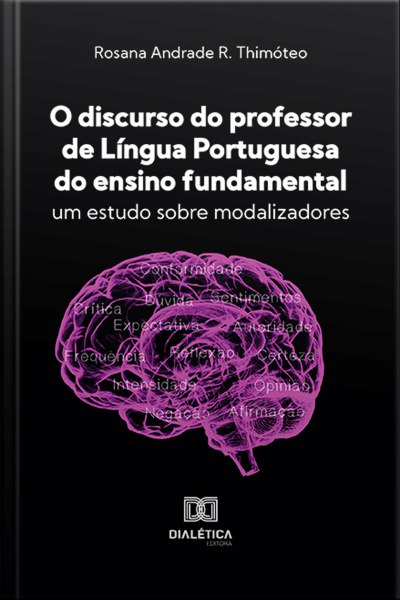 Rosana Andrade R. Thimóteo
O discurso do professor
de Língua Portuguesa
do ensino fundamental
um estudo sobre modalizadores
Conformidade
Crítica Dúvida Sentimentos
Expectativa Autoridade
Frequência Reflexão Certeza
Intensidade Opinião
Negação Afirmação
DIALÉTICA
EDITORA